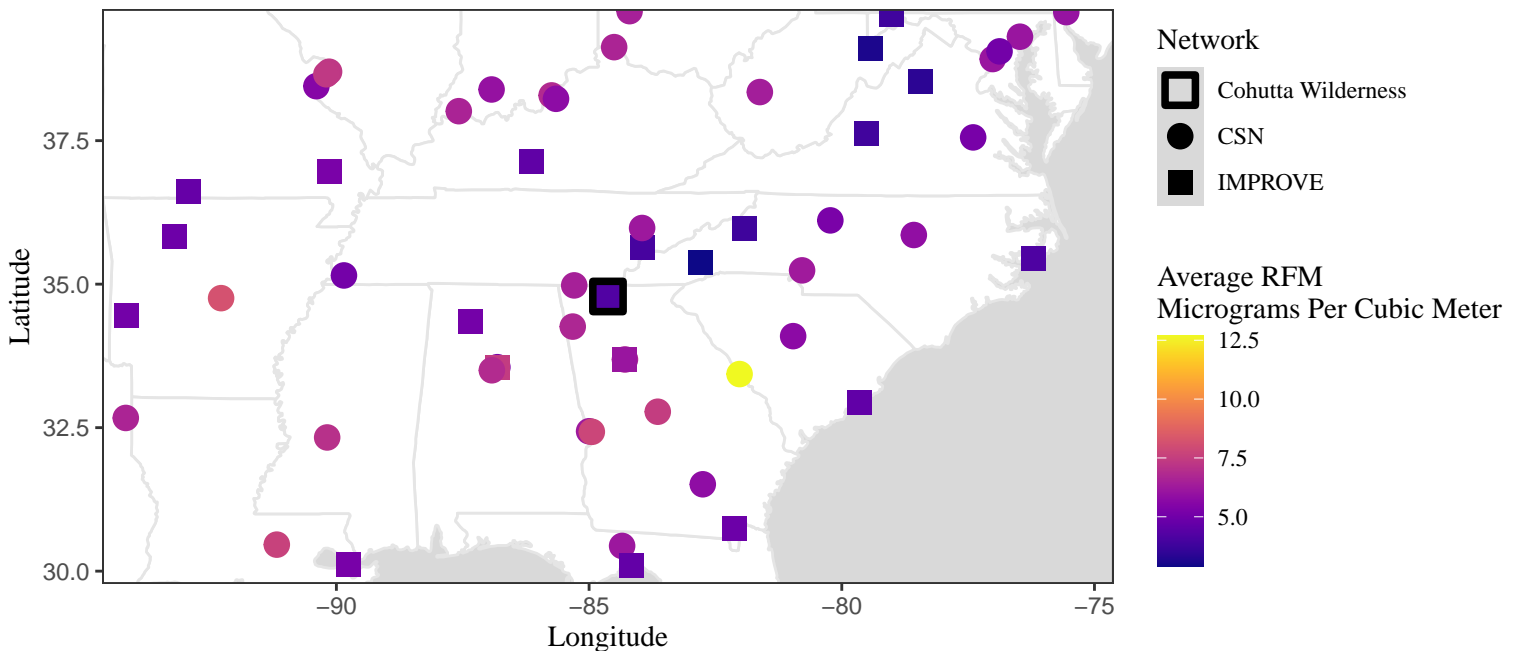 Network
Cohutta Wilderness
CSN
IMPROVE
Average RFM
Micrograms Per Cubic Meter
12.5
10.0
7.5
5.0
Latitude
37.5
35.0
32.5
30.0
−90
−85
−80
−75
Longitude